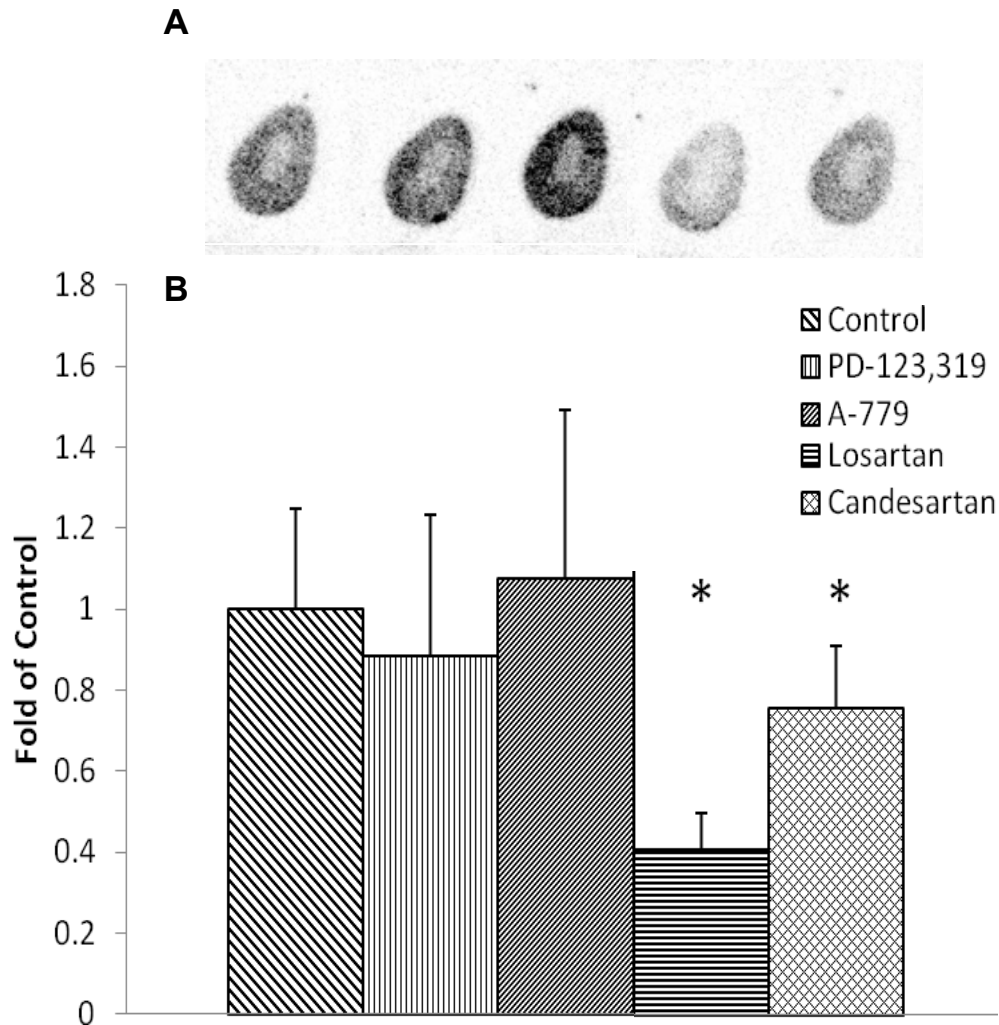 A
B
1.8
1.6
1.4
1.2
1
0.8
0.6
0.4
0.2
0
Fold of Control
Control
PD-123,319
A-779
Losartan
Candesartan
* *